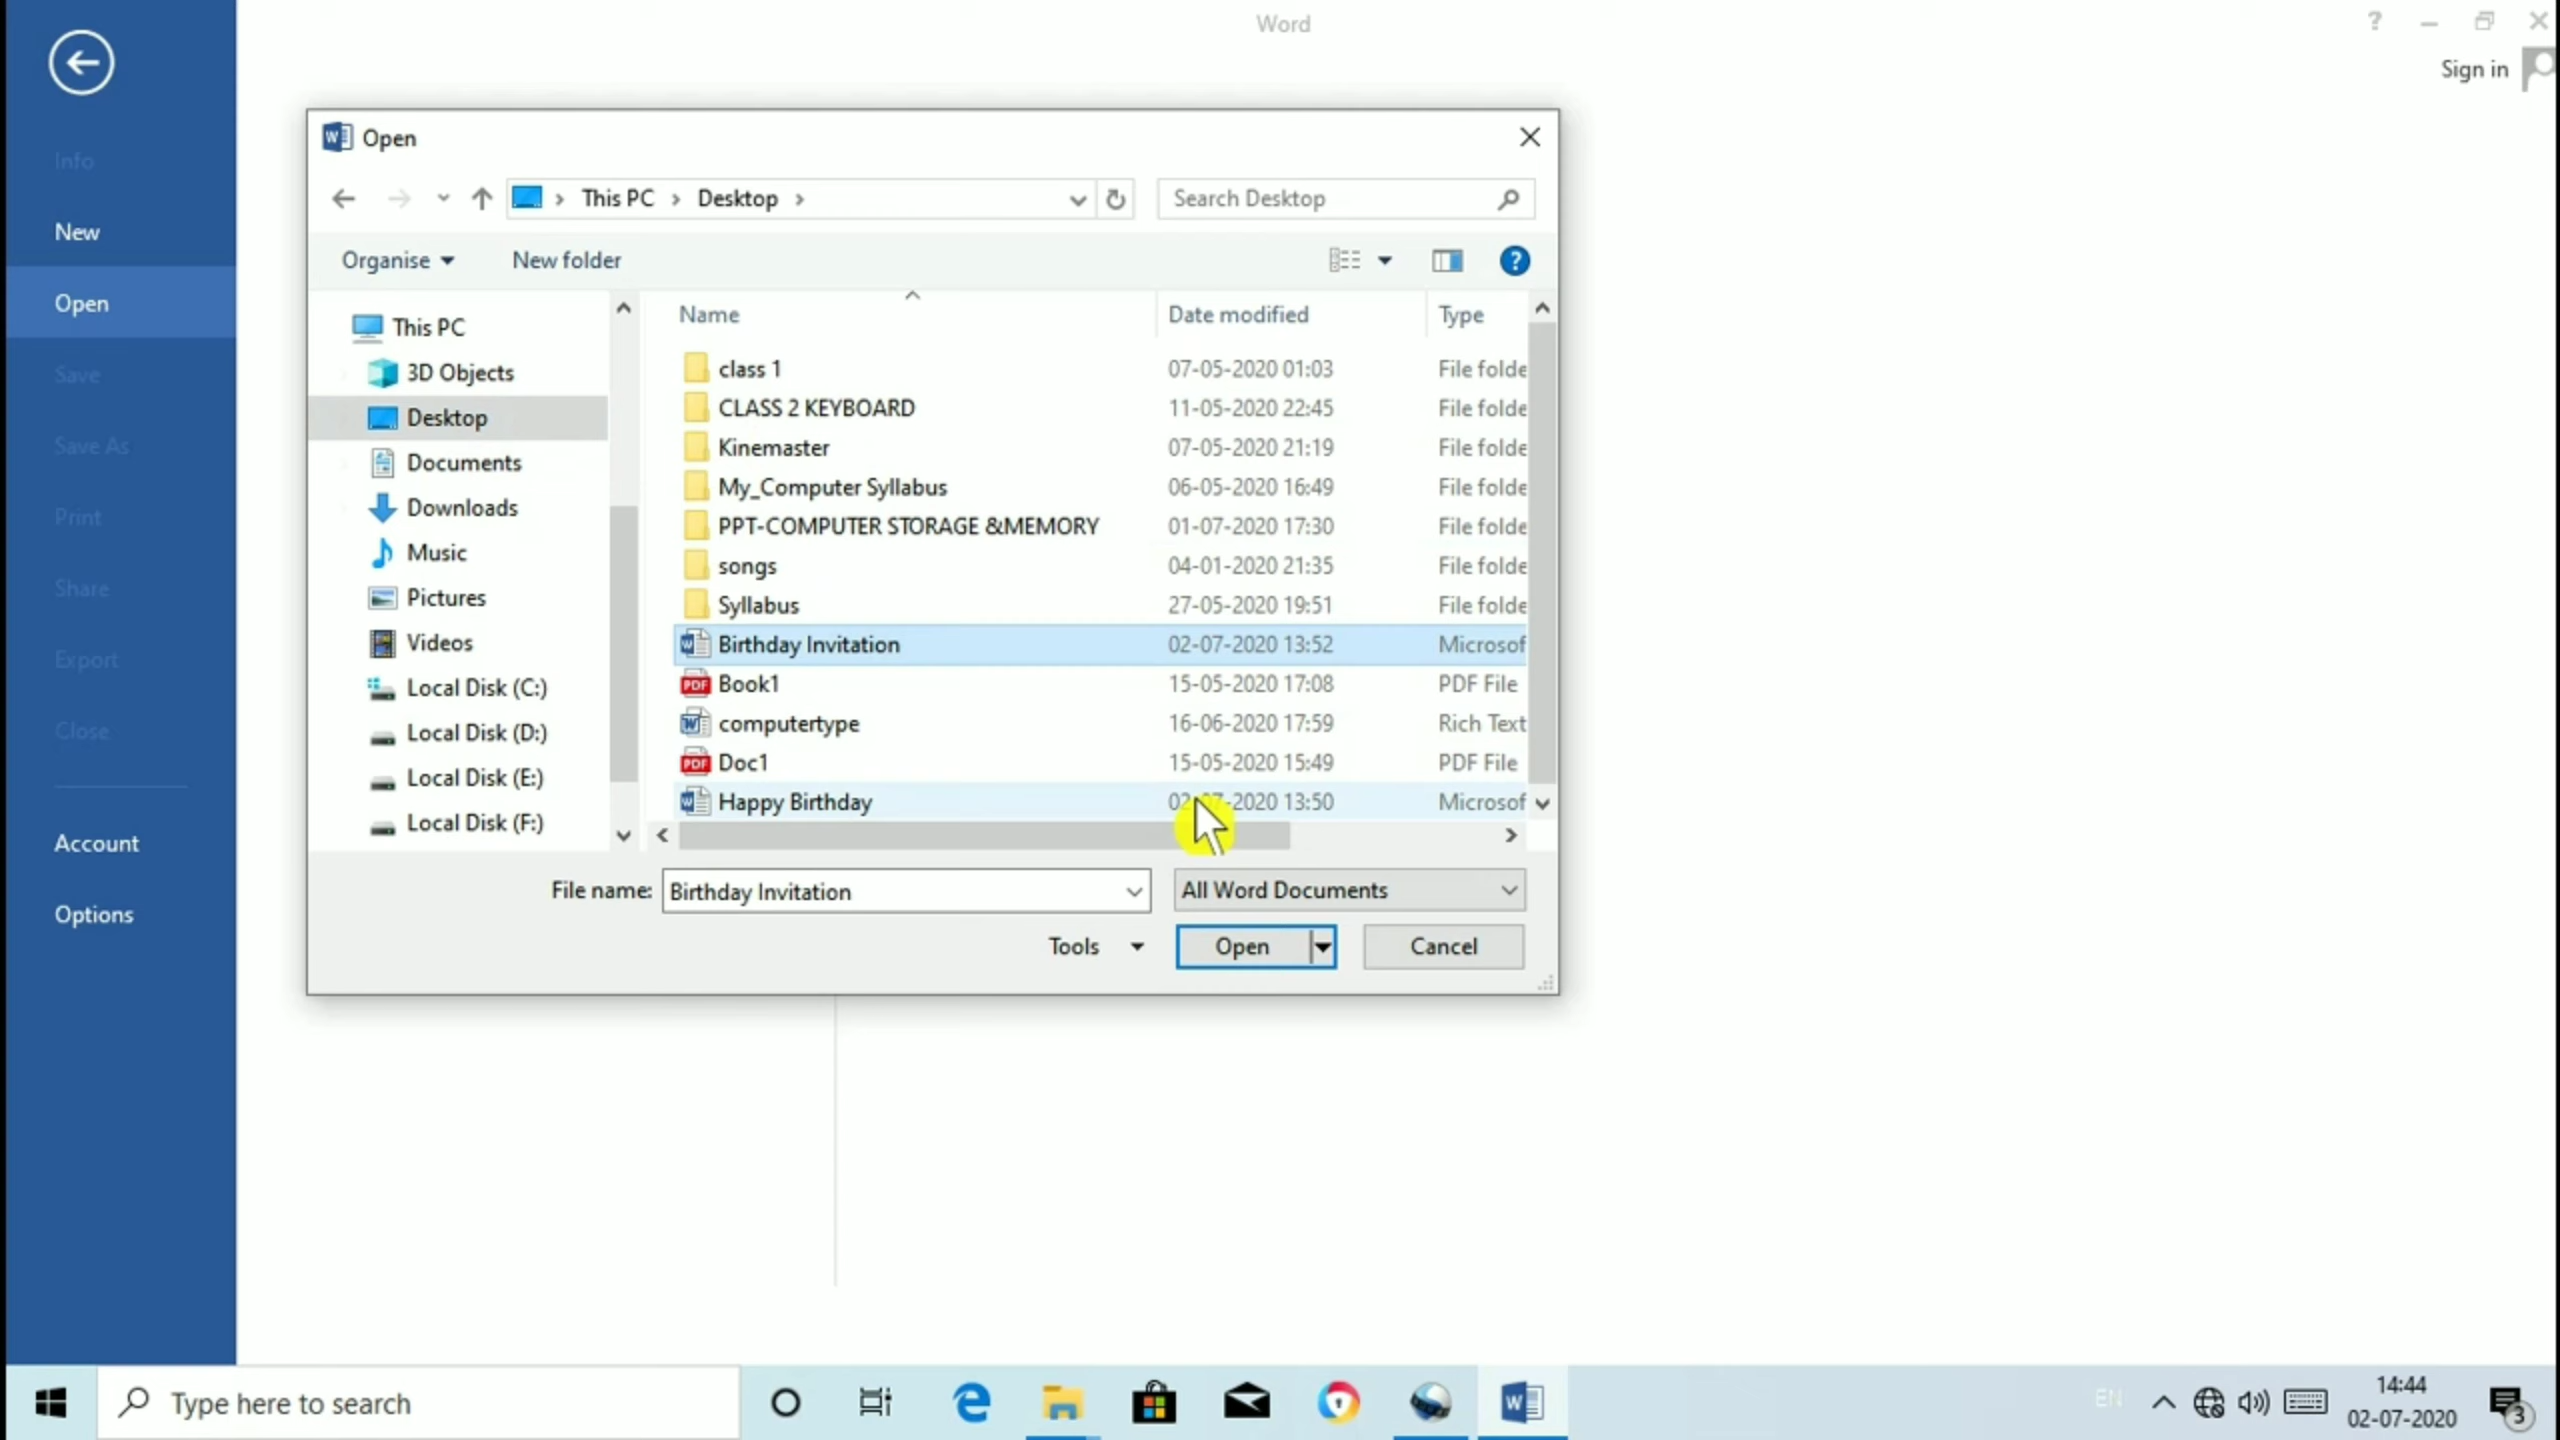 Word
Sign in
Info
New
Open
Save
Save As
Print
Share
Export
Close
Account
Options
Open
This PC Desktop
Search Desktop
Organise New folder
This PC
3D Objects
Desktop
Documents
Downloads
Music
Pictures
Videos
Local Disk (C:)
Local Disk (D:)
Local Disk (E:)
Local Disk (F:)
Name Date modified Type
class 1 07-05-2020 01:03 File folde
CLASS 2 KEYBOARD 11-05-2020 22:45 File folde
Kinemaster 07-05-2020 21:19 File folde
My_Computer Syllabus 06-05-2020 16:49 File folde
PPT-COMPUTER STORAGE &MEMORY 01-07-2020 17:30 File folde
songs 04-01-2020 21:35 File folde
Syllabus 27-05-2020 19:51 File folde
Birthday Invitation 02-07-2020 13:52 Microsof
Book1 15-05-2020 17:08 PDF File
computertype 16-06-2020 17:59 Rich Text
Doc1 15-05-2020 15:49 PDF File
Happy Birthday 02-07-2020 13:50 Microsof
File name: Birthday Invitation All Word Documents
Tools Open Cancel
Type here to search
EN
14:44
02-07-2020
3